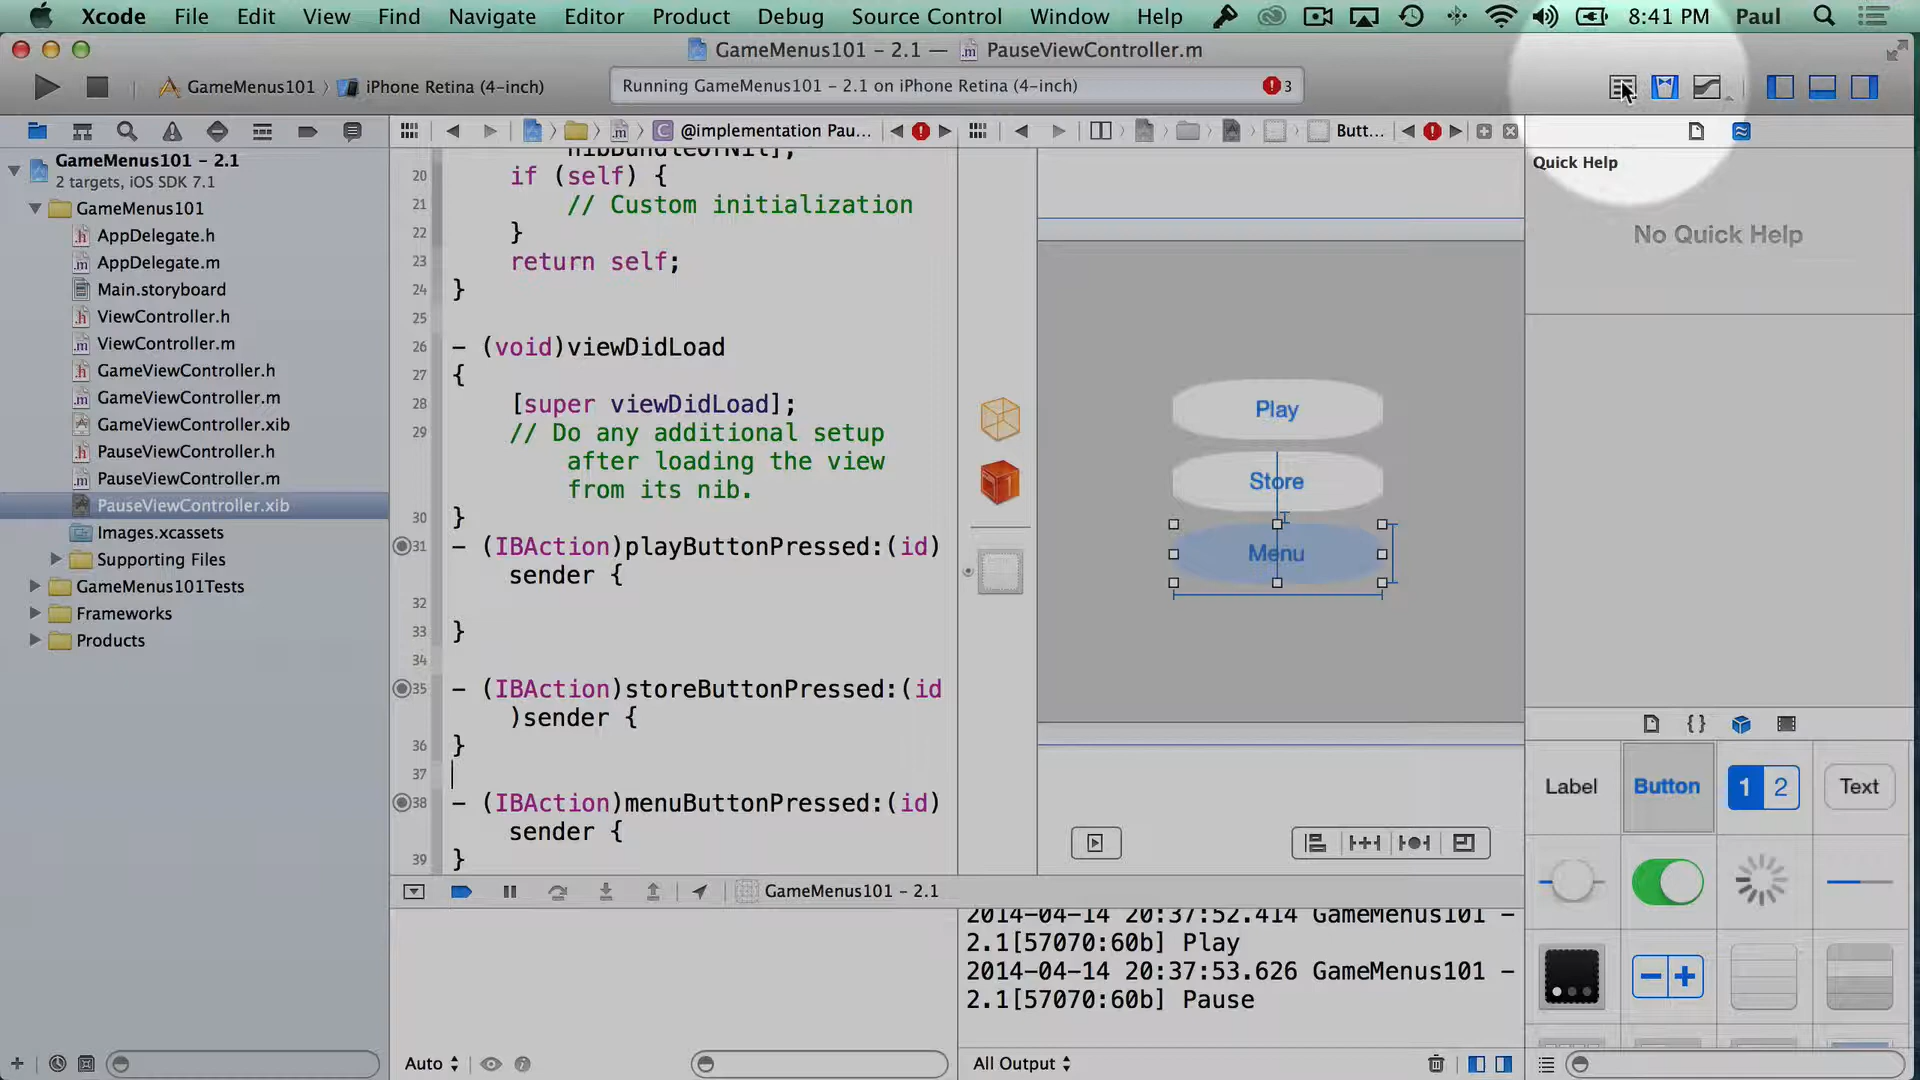 Xcode File Edit View Find Navigate Editor Product Debug Source Control Window Help 8:41 PM Paul
GameMenus101 - 2.1 — PauseViewController.m
GameMenus101 iPhone Retina (4-inch) Running GameMenus101 - 2.1 on iPhone Retina (4-inch) 3
@implementation Pau... Butt...
GameMenus101 - 2.1
2 targets, iOS SDK 7.1
GameMenus101
AppDelegate.h
AppDelegate.m
Main.storyboard
ViewController.h
ViewController.m
GameViewController.h
GameViewController.m
GameViewController.xib
PauseViewController.h
PauseViewController.m
PauseViewController.xib
Images.xcassets
Supporting Files
GameMenus101Tests
Frameworks
Products
nibBundleOrNil];
20 if (self) {
21 // Custom initialization
22 }
23 return self;
24 }
25
26 - (void)viewDidLoad
27 {
28 [super viewDidLoad];
29 // Do any additional setup
after loading the view
from its nib.
30 }
31 - (IBAction)playButtonPressed:(id)
sender {
32
33 }
34
35 - (IBAction)storeButtonPressed:(id
)sender {
36 }
37
38 - (IBAction)menuButtonPressed:(id)
sender {
39 }
Play
Store
Menu
Quick Help
No Quick Help
Label Button 1 2 Text
GameMenus101 - 2.1
2014-04-14 20:37:52.414 GameMenus101 -
2.1[57070:60b] Play
2014-04-14 20:37:53.626 GameMenus101 -
2.1[57070:60b] Pause
Auto
All Output